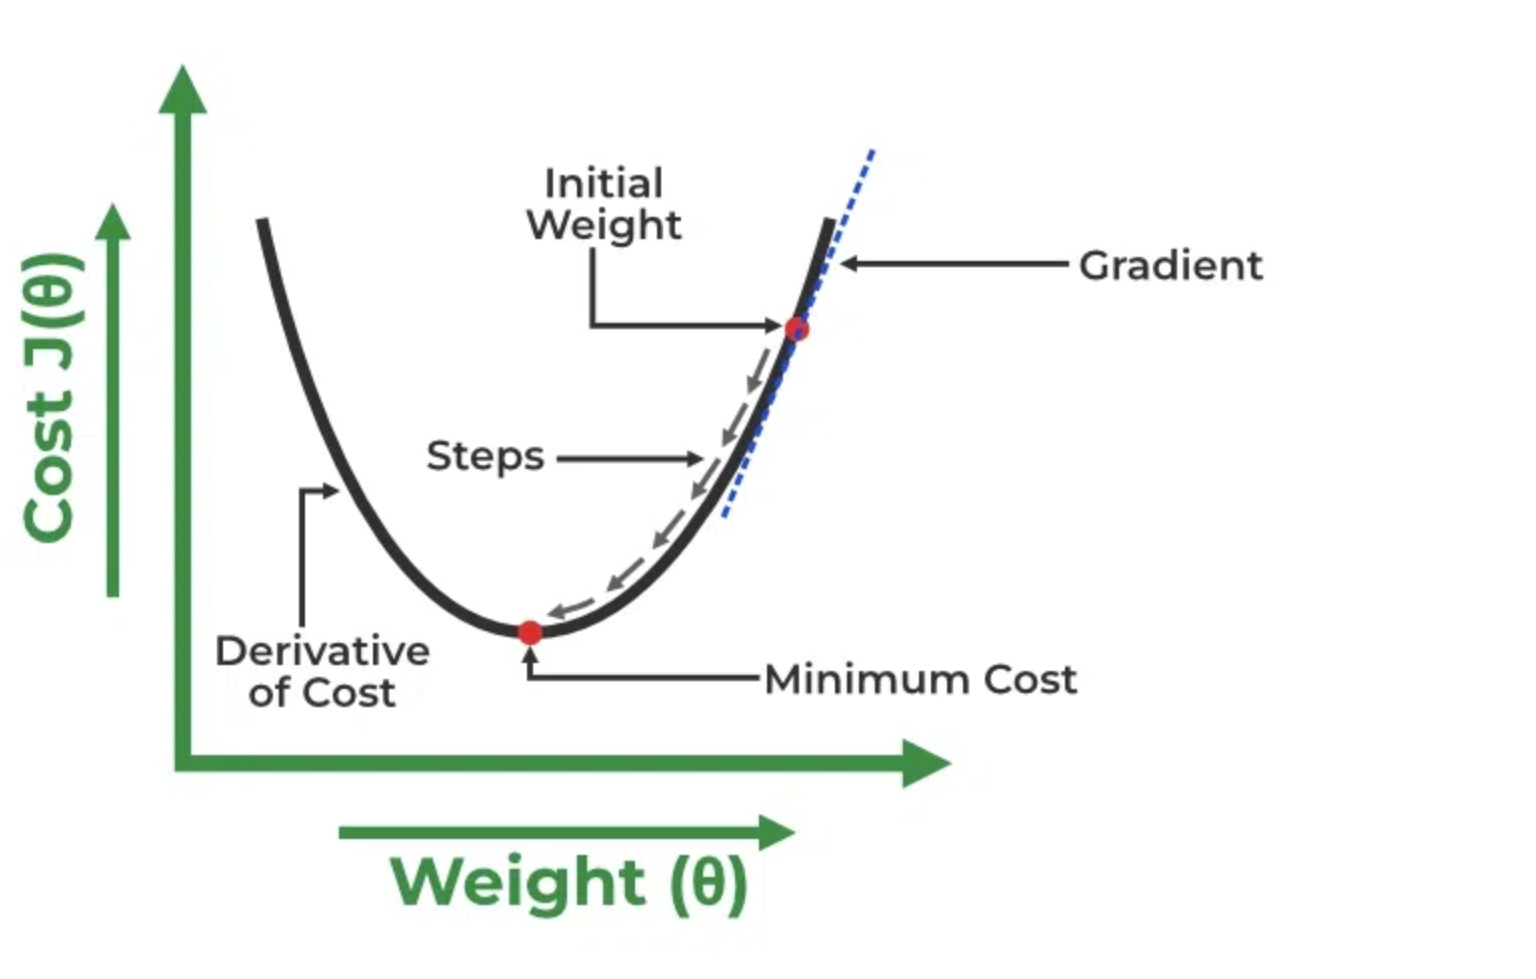 Initial
Weight
Gradient
Cost J(θ)
Steps
Derivative
of Cost
Minimum Cost
Weight (θ)